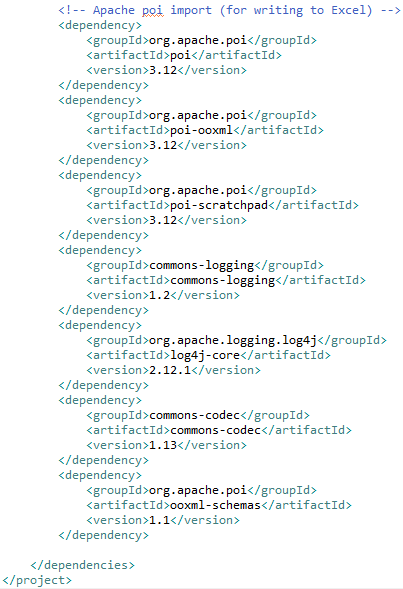 <!-- Apache poi import (for writing to Excel) -->
<dependency>
<groupId>org.apache.poi</groupId>
<artifactId>poi</artifactId>
<version>3.12</version>
</dependency>
<dependency>
<groupId>org.apache.poi</groupId>
<artifactId>poi-ooxml</artifactId>
<version>3.12</version>
</dependency>
<dependency>
<groupId>org.apache.poi</groupId>
<artifactId>poi-scratchpad</artifactId>
<version>3.12</version>
</dependency>
<dependency>
<groupId>commons-logging</groupId>
<artifactId>commons-logging</artifactId>
<version>1.2</version>
</dependency>
<dependency>
<groupId>org.apache.logging.log4j</groupId>
<artifactId>log4j-core</artifactId>
<version>2.12.1</version>
</dependency>
<dependency>
<groupId>commons-codec</groupId>
<artifactId>commons-codec</artifactId>
<version>1.13</version>
</dependency>
<dependency>
<groupId>org.apache.poi</groupId>
<artifactId>ooxml-schemas</artifactId>
<version>1.1</version>
</dependency>
</dependencies>
</project>